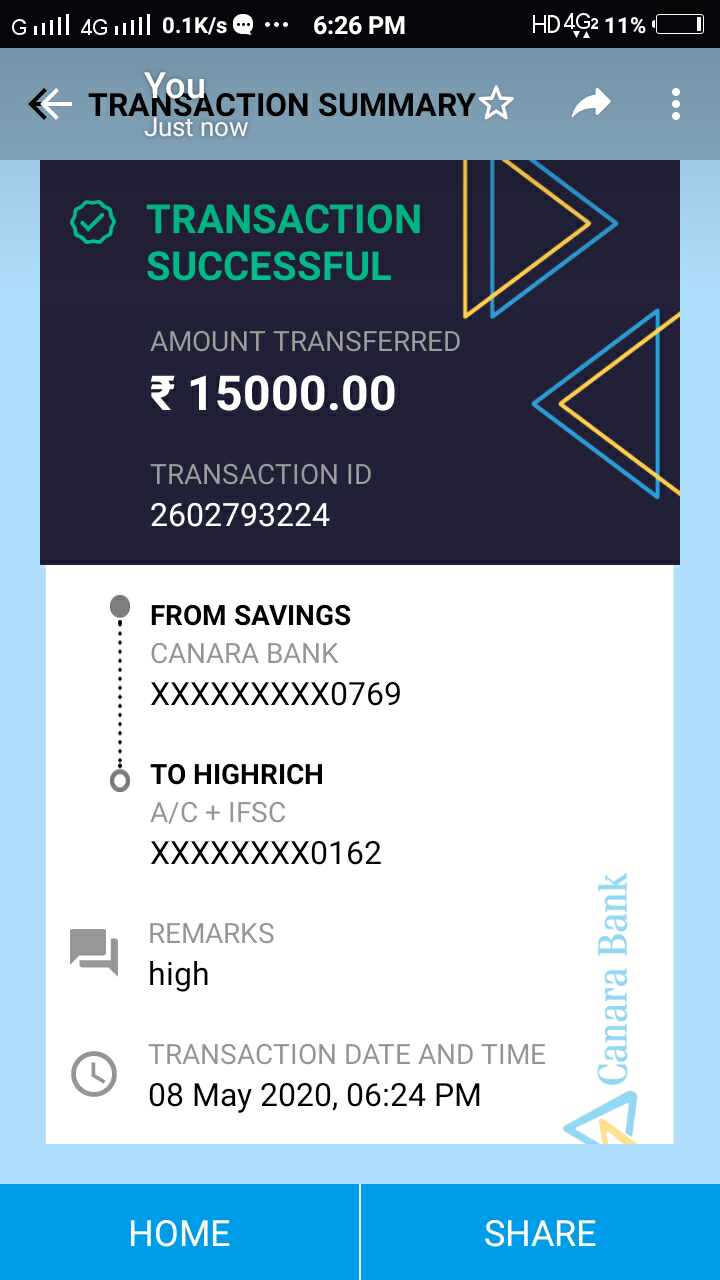 G 4G 0.1K/s ... 6:26 PM HD 4G2 11%
You
TRANSACTION SUMMARY
Just now
TRANSACTION
SUCCESSFUL
AMOUNT TRANSFERRED
₹ 15000.00
TRANSACTION ID
2602793224
FROM SAVINGS
CANARA BANK
XXXXXXXXX0769
TO HIGHRICH
A/C + IFSC
XXXXXXXX0162
REMARKS
high
TRANSACTION DATE AND TIME
08 May 2020, 06:24 PM
Canara Bank
HOME SHARE